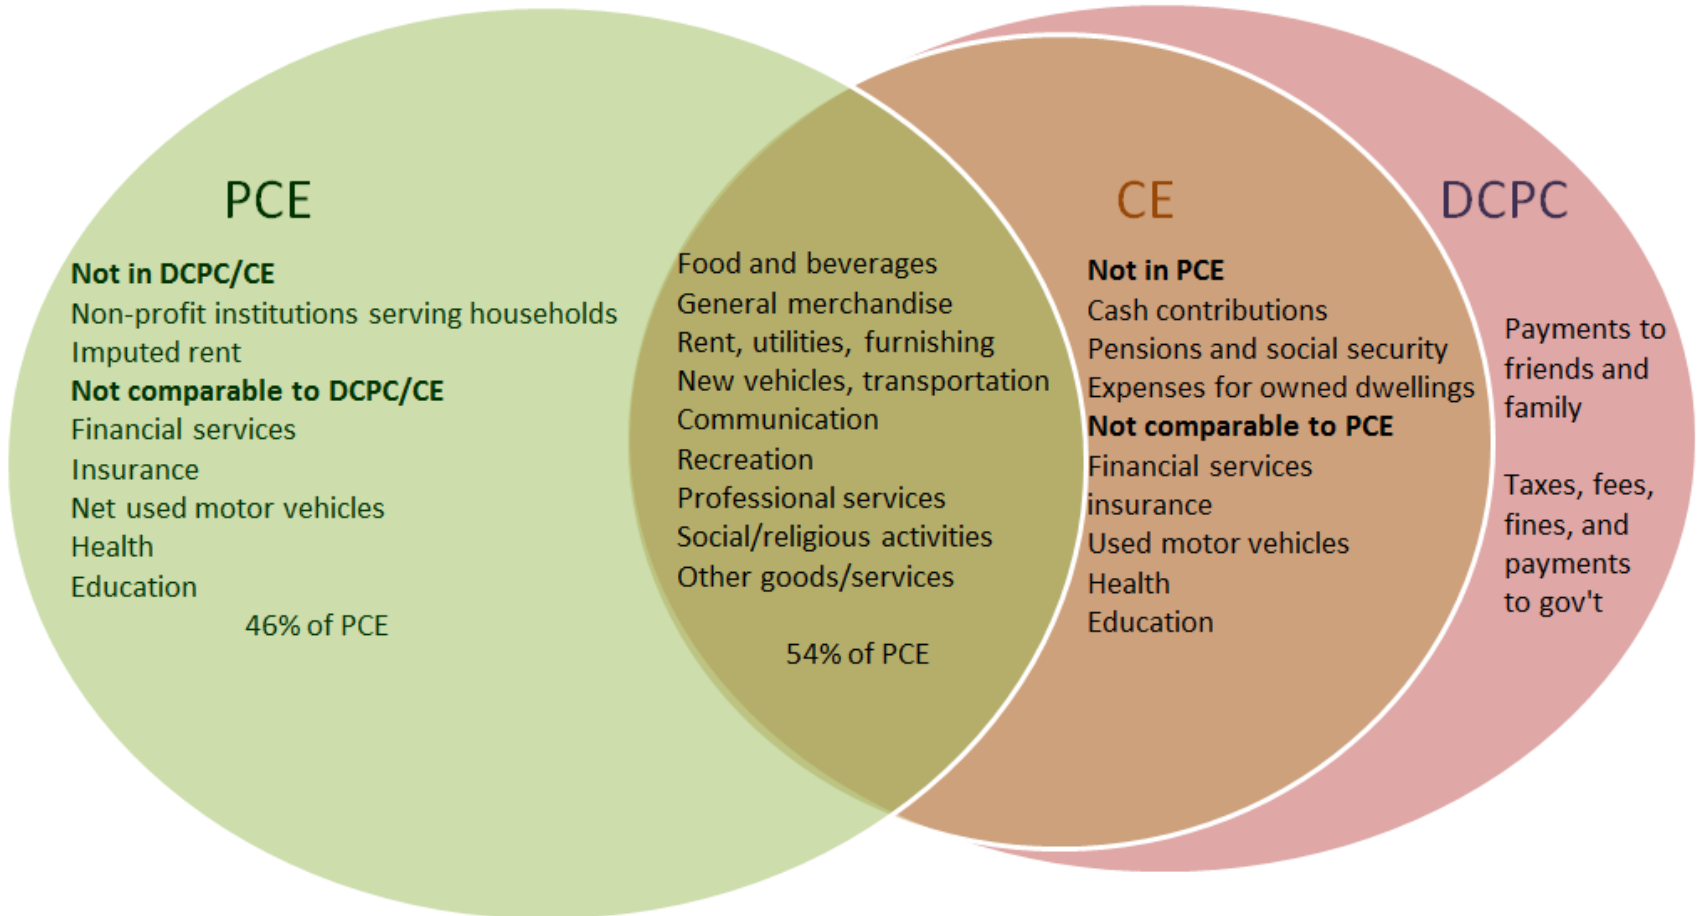 PCE
Not in DCPC/CE
Non-profit institutions serving households
Imputed rent
Not comparable to DCPC/CE
Financial services
Insurance
Net used motor vehicles
Health
Education
46% of PCE
Food and beverages
General merchandise
Rent, utilities, furnishing
New vehicles, transportation
Communication
Recreation
Professional services
Social/religious activities
Other goods/services
54% of PCE
CE
Not in PCE
Cash contributions
Pensions and social security
Expenses for owned dwellings
Not comparable to PCE
Financial services
insurance
Used motor vehicles
Health
Education
DCPC
Payments to
friends and
family
Taxes, fees,
fines, and
payments
to gov't